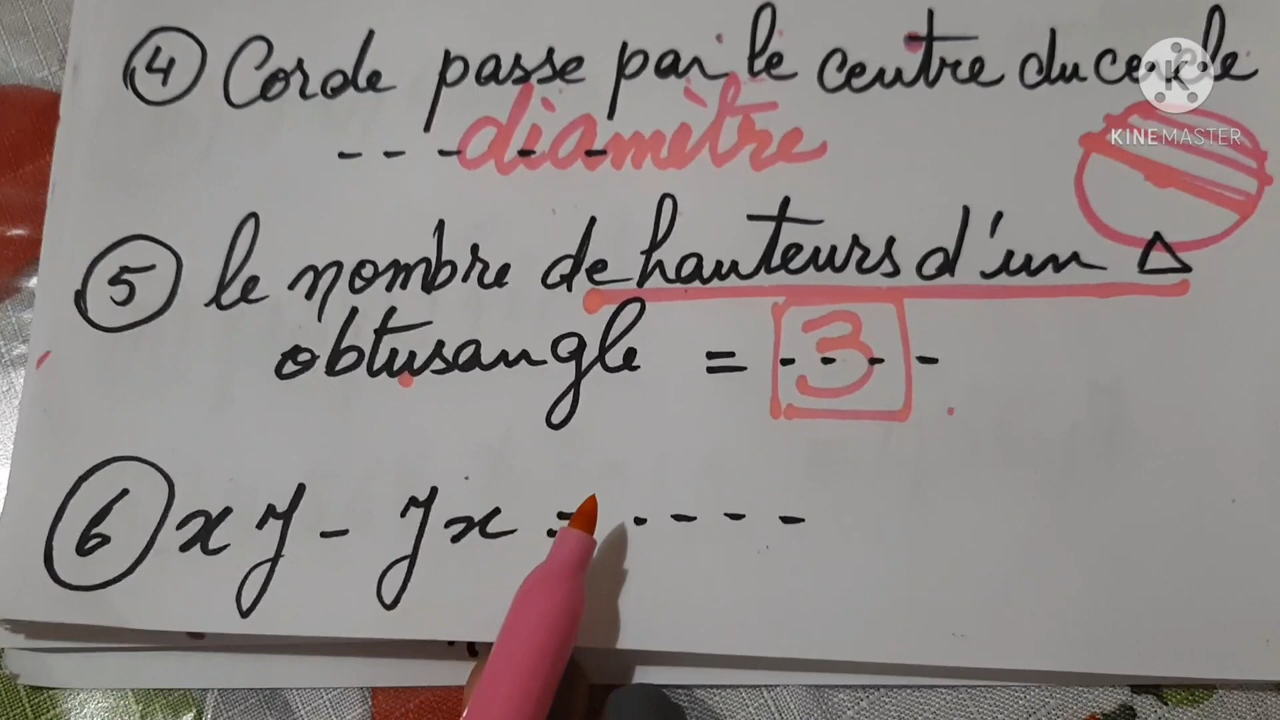 ④ Corde passe par le centre du cercle
- - - diamètre
⑤ le nombre de hauteurs d'un △
obtusangle = 3 - - - -
⑥ xy - yx = - - - -
K
KINEMASTER